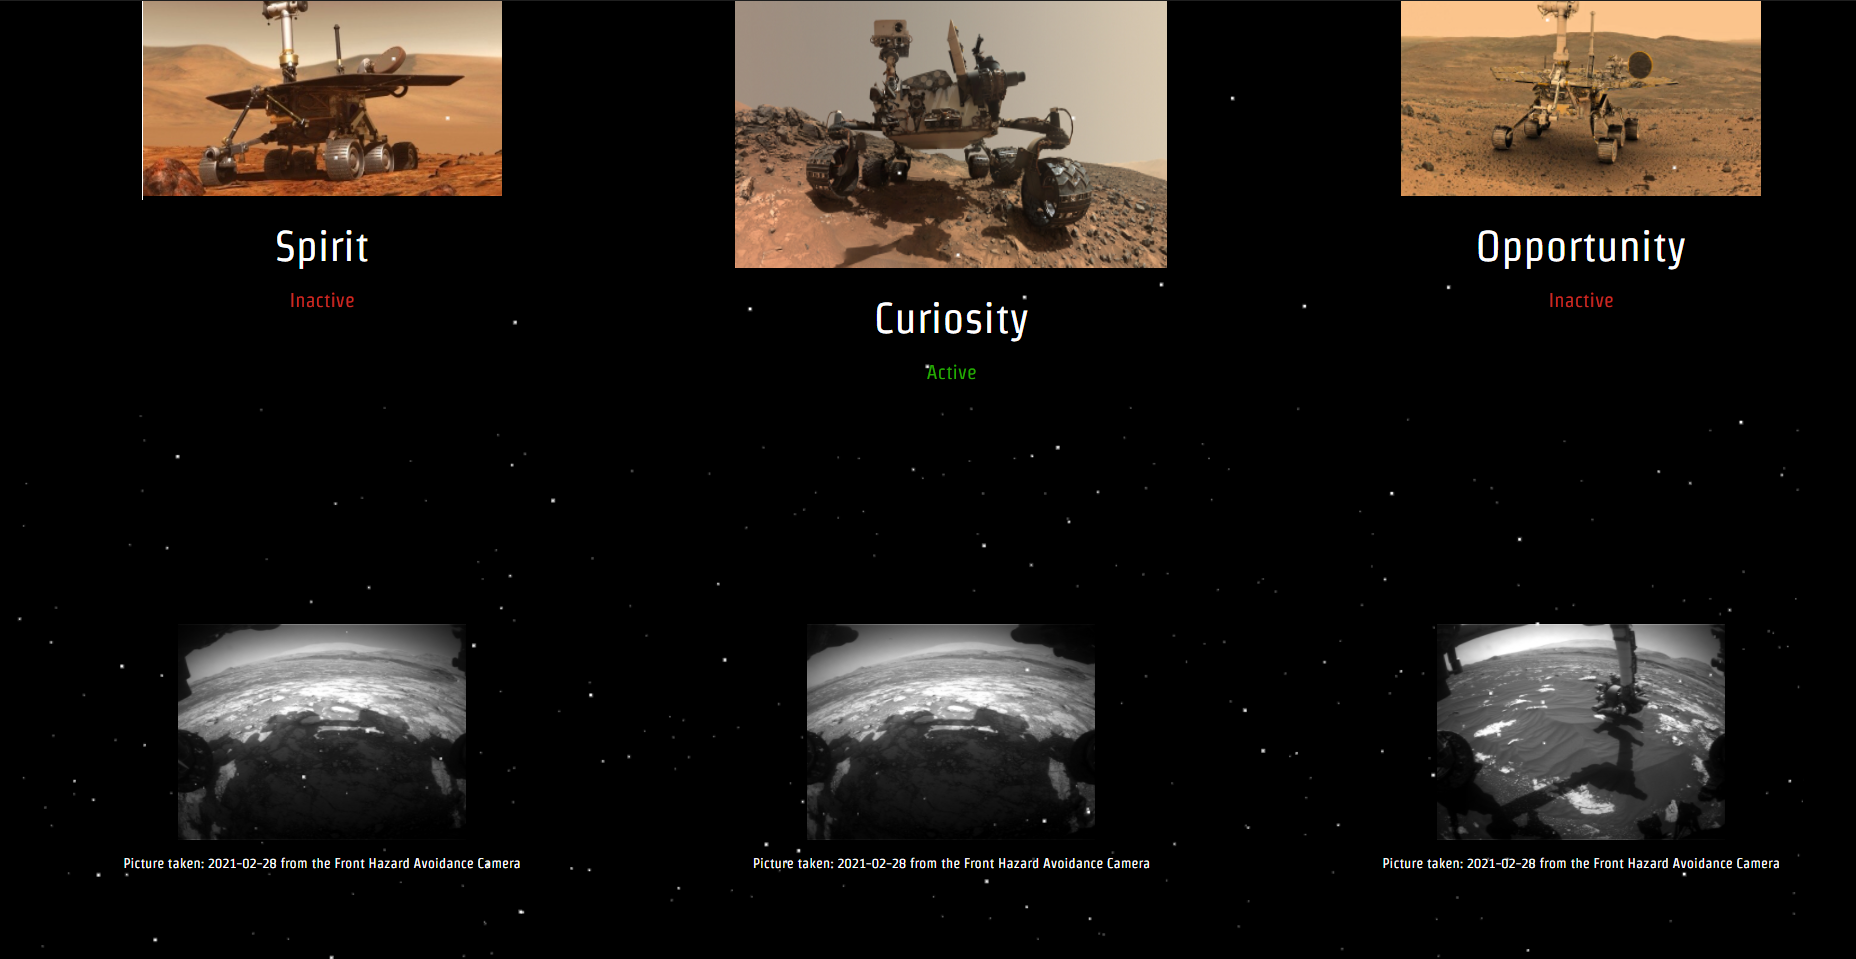 Spirit
Inactive
Curiosity
Active
Opportunity
Inactive
Picture taken: 2021-02-28 from the Front Hazard Avoidance Camera
Picture taken: 2021-02-28 from the Front Hazard Avoidance Camera
Picture taken: 2021-02-28 from the Front Hazard Avoidance Camera